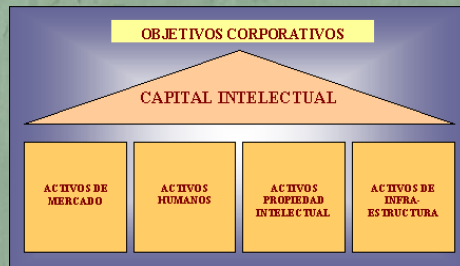 OBJETIVOS CORPORATIVOS
CAPITAL INTELECTUAL
ACTIVOS DE
MERCADO
ACTIVOS
HUMANOS
ACTIVOS
PROPIEDAD
INTELECTUAL
ACTIVOS DE
INFRA-
ESTRUCTURA